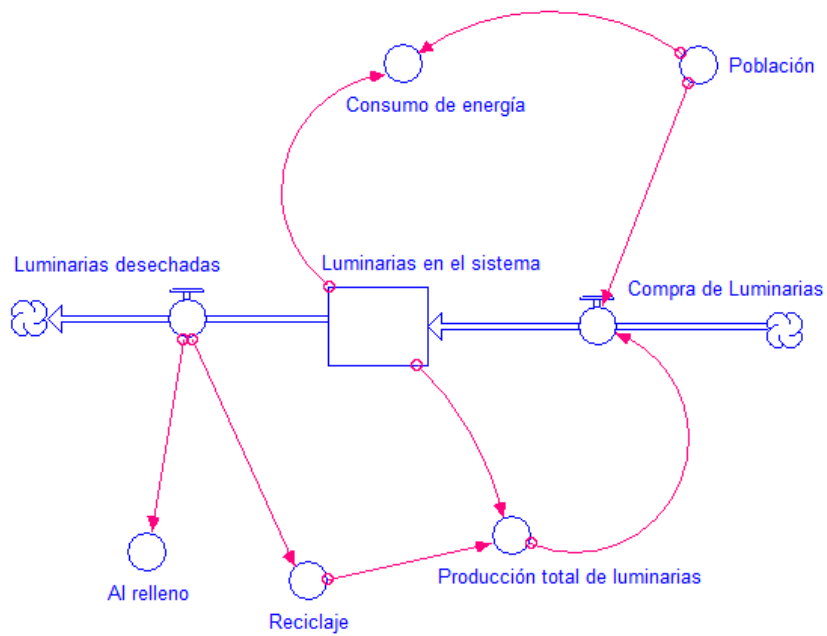 Población
Consumo de energía
Luminarias desechadas
Luminarias en el sistema
Compra de Luminarias
Producción total de luminarias
Al relleno
Reciclaje